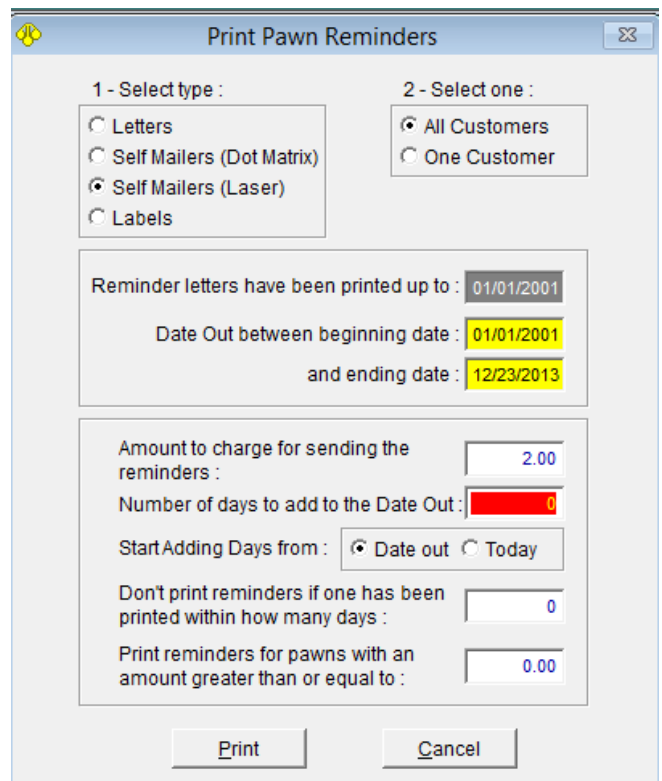 Print Pawn Reminders
1 - Select type :
Letters
Self Mailers (Dot Matrix)
Self Mailers (Laser)
Labels
2 - Select one :
All Customers
One Customer
Reminder letters have been printed up to : 01/01/2001
Date Out between beginning date : 01/01/2001
and ending date : 12/23/2013
Amount to charge for sending the
reminders : 2.00
Number of days to add to the Date Out : 0
Start Adding Days from : Date out Today
Don't print reminders if one has been
printed within how many days : 0
Print reminders for pawns with an
amount greater than or equal to : 0.00
Print Cancel